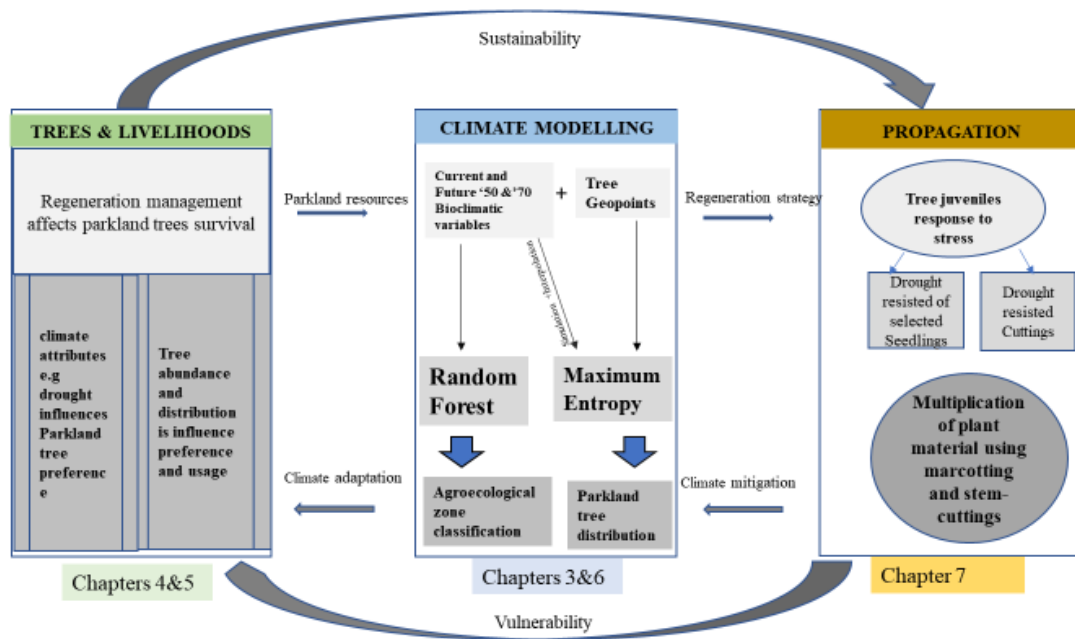 Sustainability
TREES & LIVELIHOODS
Regeneration management
affects parkland trees survival
climate
attributes
e.g
drought
influences
Parkland
tree
preferenc
e
Tree
abundance
and
distribution
is influence
preference
and usage
Chapters 4&5
Parkland resources
Climate adaptation
CLIMATE MODELLING
Current and
Future ‘50 &’70
Bioclimatic
variables
+
Tree
Geopoints
Simulation +Interpolation
Random
Forest
Maximum
Entropy
Agroecological
zone
classification
Parkland
tree
distribution
Chapters 3&6
Regeneration strategy
Climate mitigation
PROPAGATION
Tree juveniles
response to
stress
Drought
resisted of
selected
Seedlings
Drought
resisted
Cuttings
Multiplication
of plant
material using
marcotting
and stem-
cuttings
Chapter 7
Vulnerability